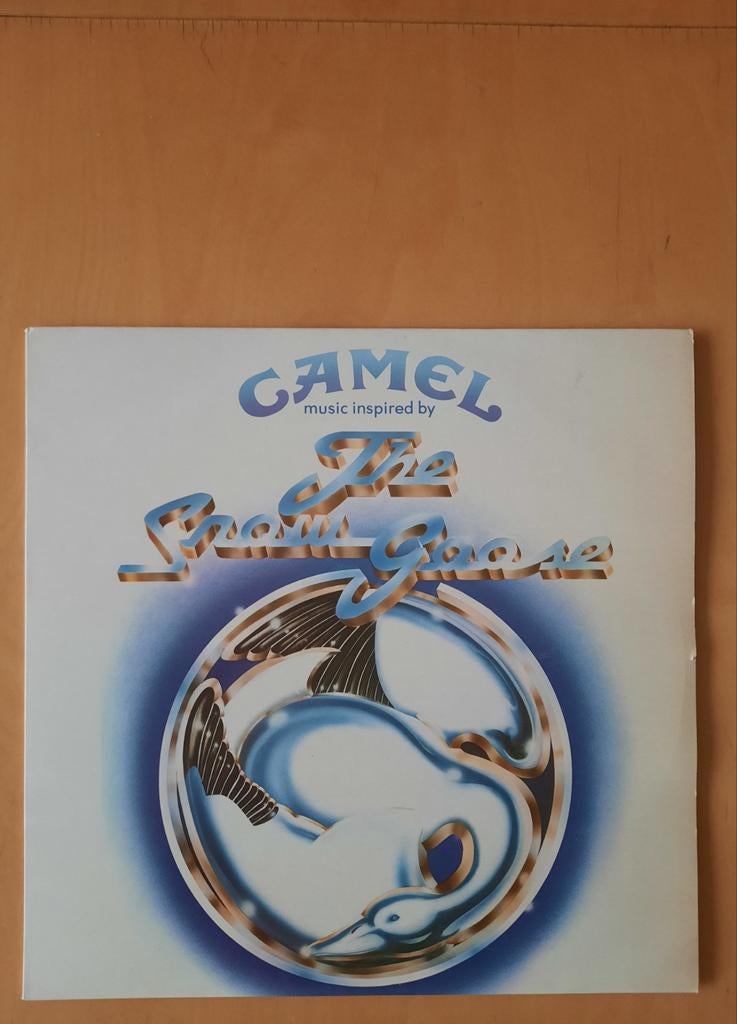 CAMEL
music inspired by
The
Snow Goose